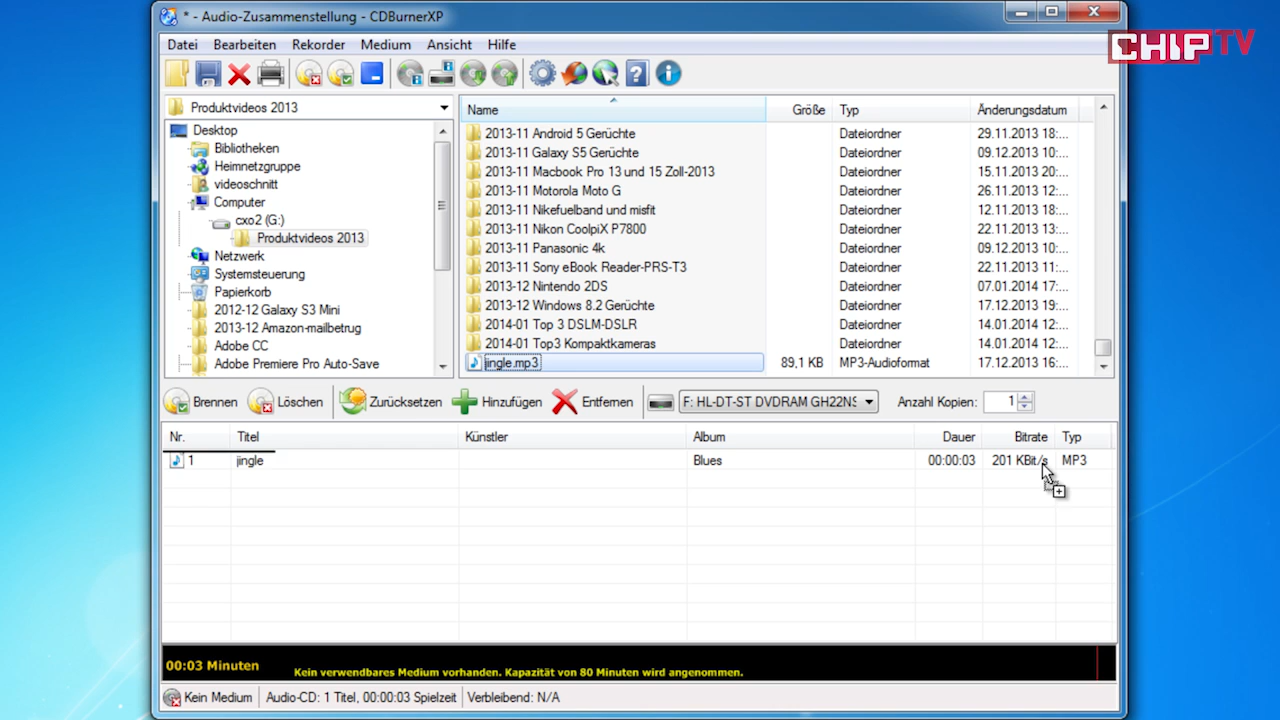 * - Audio-Zusammenstellung - CDBurnerXP
CHIP TV
Datei Bearbeiten Rekorder Medium Ansicht Hilfe
Produktvideos 2013
Name Größe Typ Änderungsdatum
Desktop
Bibliotheken
Heimnetzgruppe
videoschnitt
Computer
cxo2 (G:)
Produktvideos 2013
Netzwerk
Systemsteuerung
Papierkorb
2012-12 Galaxy S3 Mini
2013-12 Amazon-mailbetrug
Adobe CC
Adobe Premiere Pro Auto-Save
2013-11 Android 5 Gerüchte Dateiordner 29.11.2013 18:...
2013-11 Galaxy S5 Gerüchte Dateiordner 09.12.2013 10:...
2013-11 Macbook Pro 13 und 15 Zoll-2013 Dateiordner 15.11.2013 20:...
2013-11 Motorola Moto G Dateiordner 26.11.2013 12:...
2013-11 Nikefuelband und misfit Dateiordner 12.11.2013 18:...
2013-11 Nikon CoolpiX P7800 Dateiordner 22.11.2013 13:...
2013-11 Panasonic 4k Dateiordner 09.12.2013 10:...
2013-11 Sony eBook Reader-PRS-T3 Dateiordner 22.11.2013 11:...
2013-12 Nintendo 2DS Dateiordner 07.01.2014 17:...
2013-12 Windows 8.2 Gerüchte Dateiordner 17.12.2013 19:...
2014-01 Top 3 DSLM-DSLR Dateiordner 14.01.2014 12:...
2014-01 Top3 Kompaktkameras Dateiordner 14.01.2014 12:...
jingle.mp3 89,1 KB MP3-Audioformat 17.12.2013 16:...
Brennen Löschen Zurücksetzen Hinzufügen Entfernen F: HL-DT-ST DVDRAM GH22NS Anzahl Kopien: 1
Nr. Titel Künstler Album Dauer Bitrate Typ
1 jingle Blues 00:00:03 201 KBit/s MP3
00:03 Minuten
Kein verwendbares Medium vorhanden. Kapazität von 80 Minuten wird angenommen.
Kein Medium Audio-CD: 1 Titel, 00:00:03 Spielzeit Verbleibend: N/A